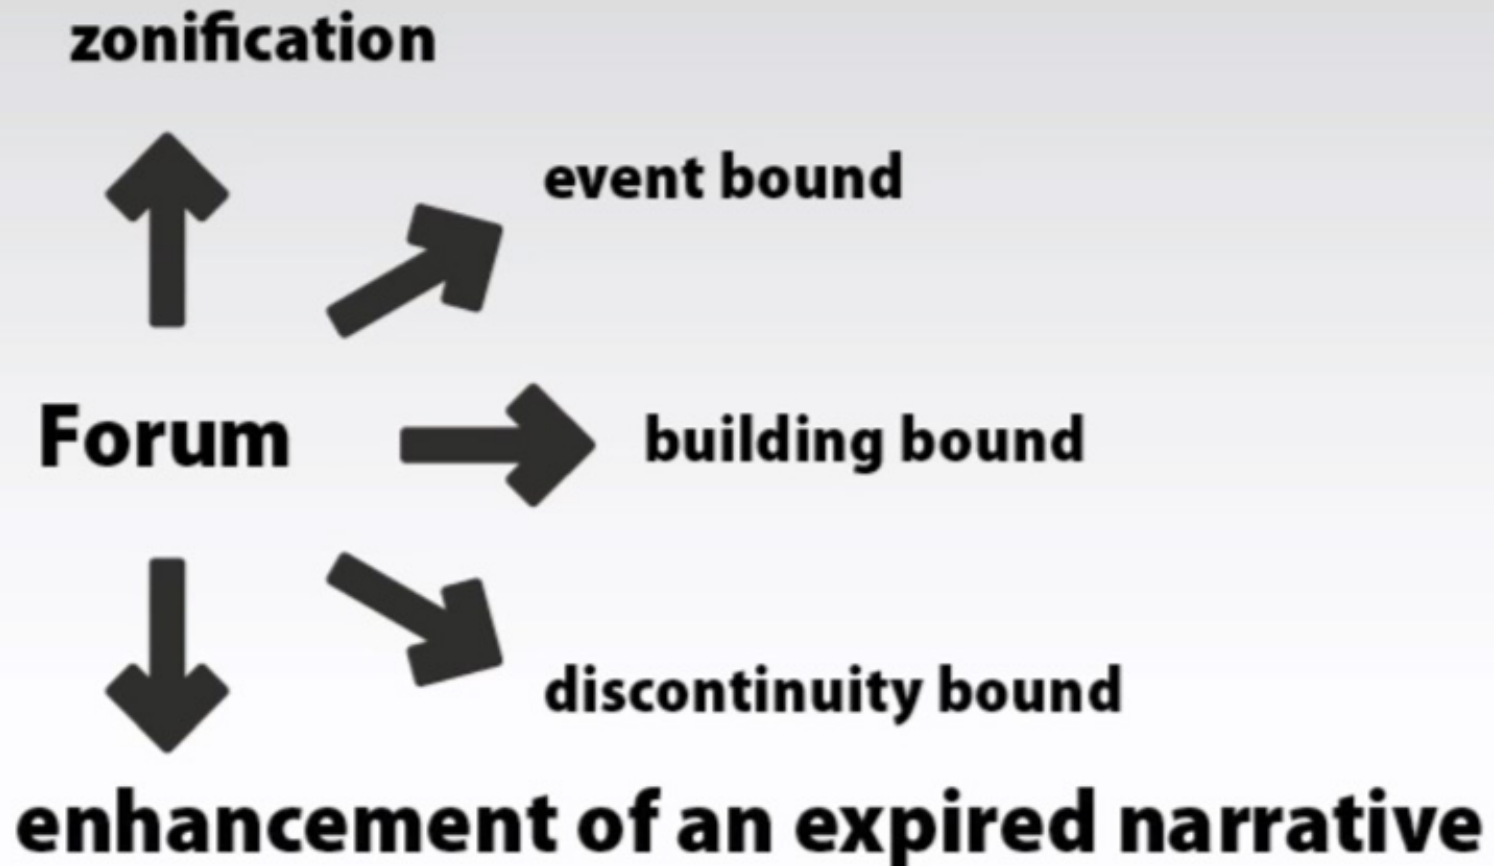 zonification
event bound
Forum
building bound
discontinuity bound
enhancement of an expired narrative